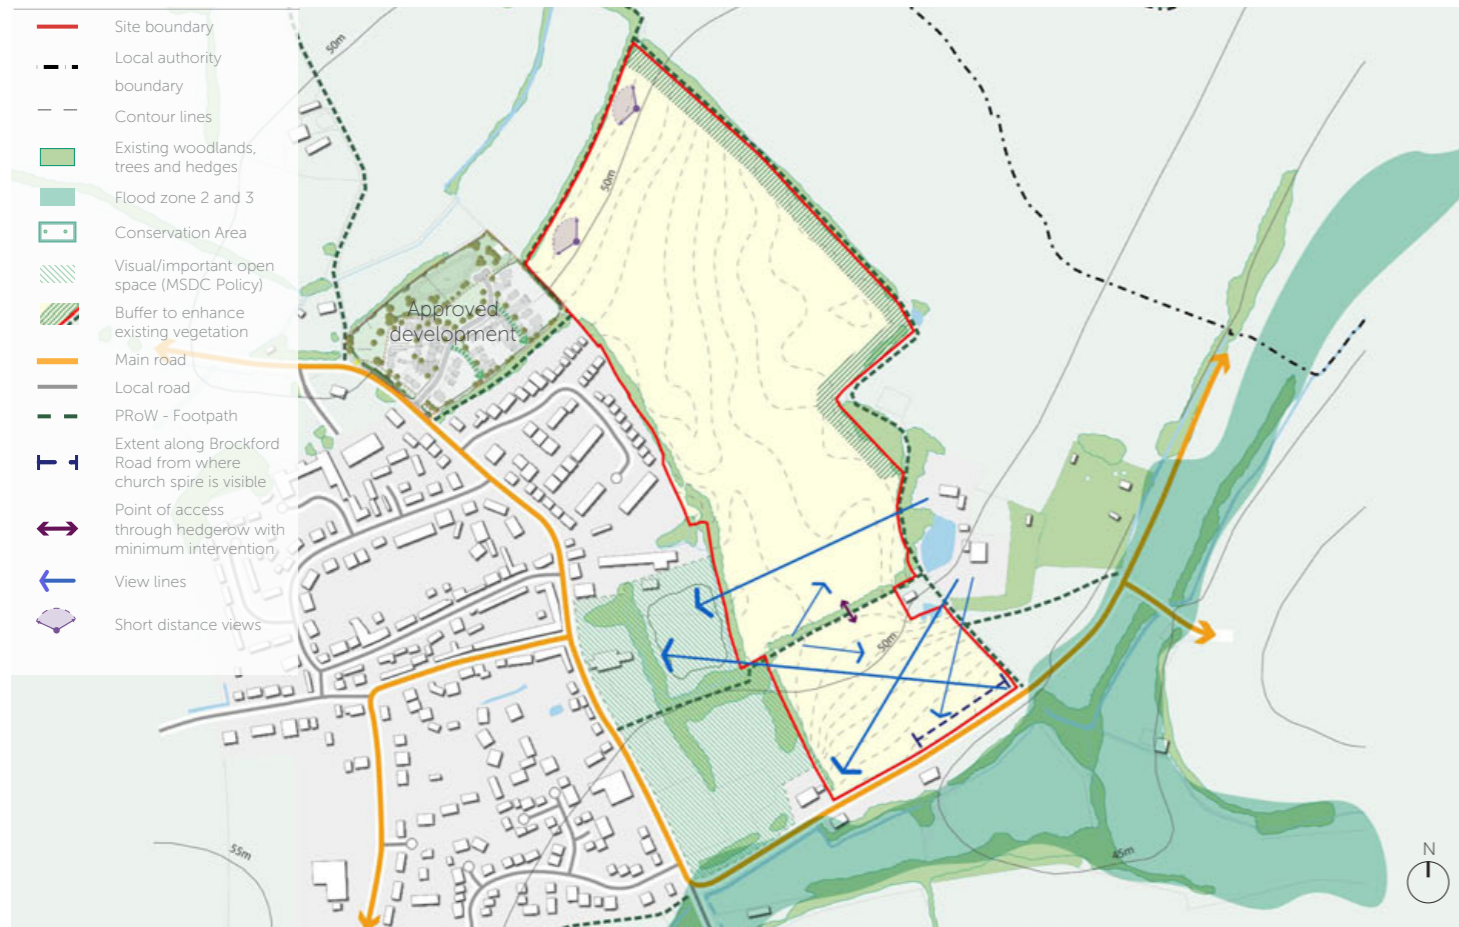 Site boundary
Local authority
boundary
Contour lines
Existing woodlands,
trees and hedges
Flood zone 2 and 3
Conservation Area
Visual/important open
space (MSDC Policy)
Buffer to enhance
existing vegetation
Main road
Local road
PRoW - Footpath
Extent along Brockford
Road from where
church spire is visible
Point of access
through hedgerow with
minimum intervention
View lines
Short distance views
50m
50m
Approved
development
50m
55m
45m
N